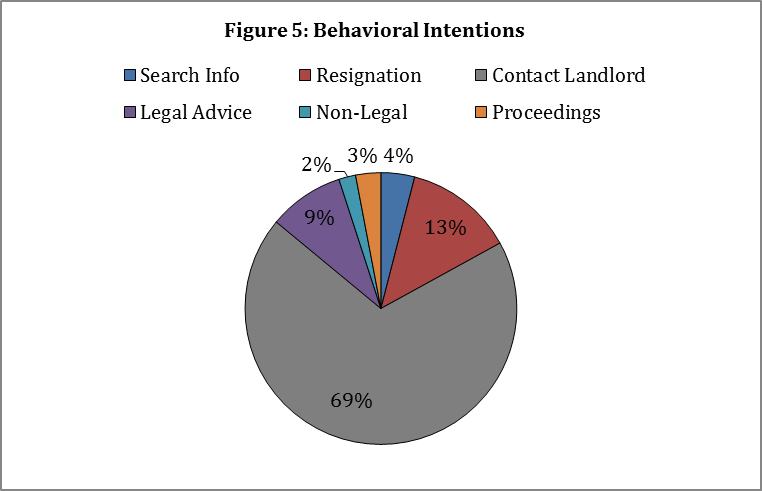 Figure 5: Behavioral Intentions
Search Info Resignation Contact Landlord
Legal Advice Non-Legal Proceedings
2% 3% 4%
9% 13%
69%